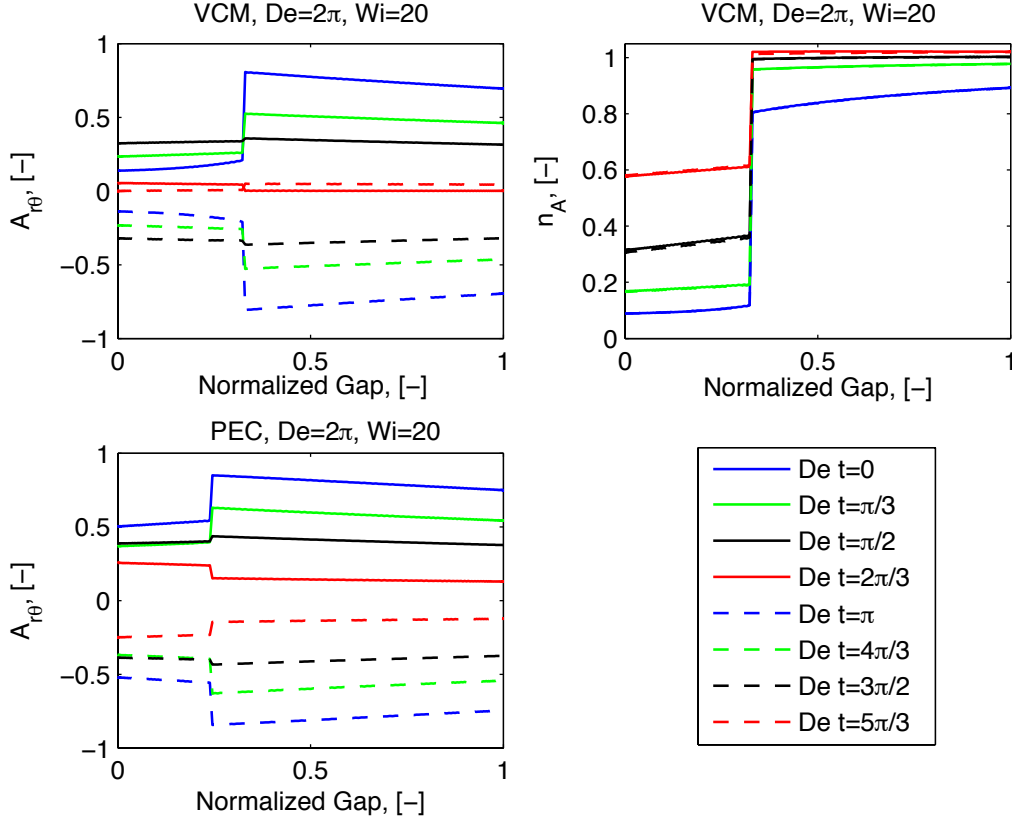 VCM, De=2π, Wi=20
1
0.5
0
−0.5
−1
A_rθ, [−]
0
0.5
1
Normalized Gap, [−]
VCM, De=2π, Wi=20
1
0.8
0.6
0.4
0.2
0
n_A, [−]
0
0.5
1
Normalized Gap, [−]
PEC, De=2π, Wi=20
1
0.5
0
−0.5
−1
A_rθ, [−]
0
0.5
1
Normalized Gap, [−]
De t=0
De t=π/3
De t=π/2
De t=2π/3
De t=π
De t=4π/3
De t=3π/2
De t=5π/3